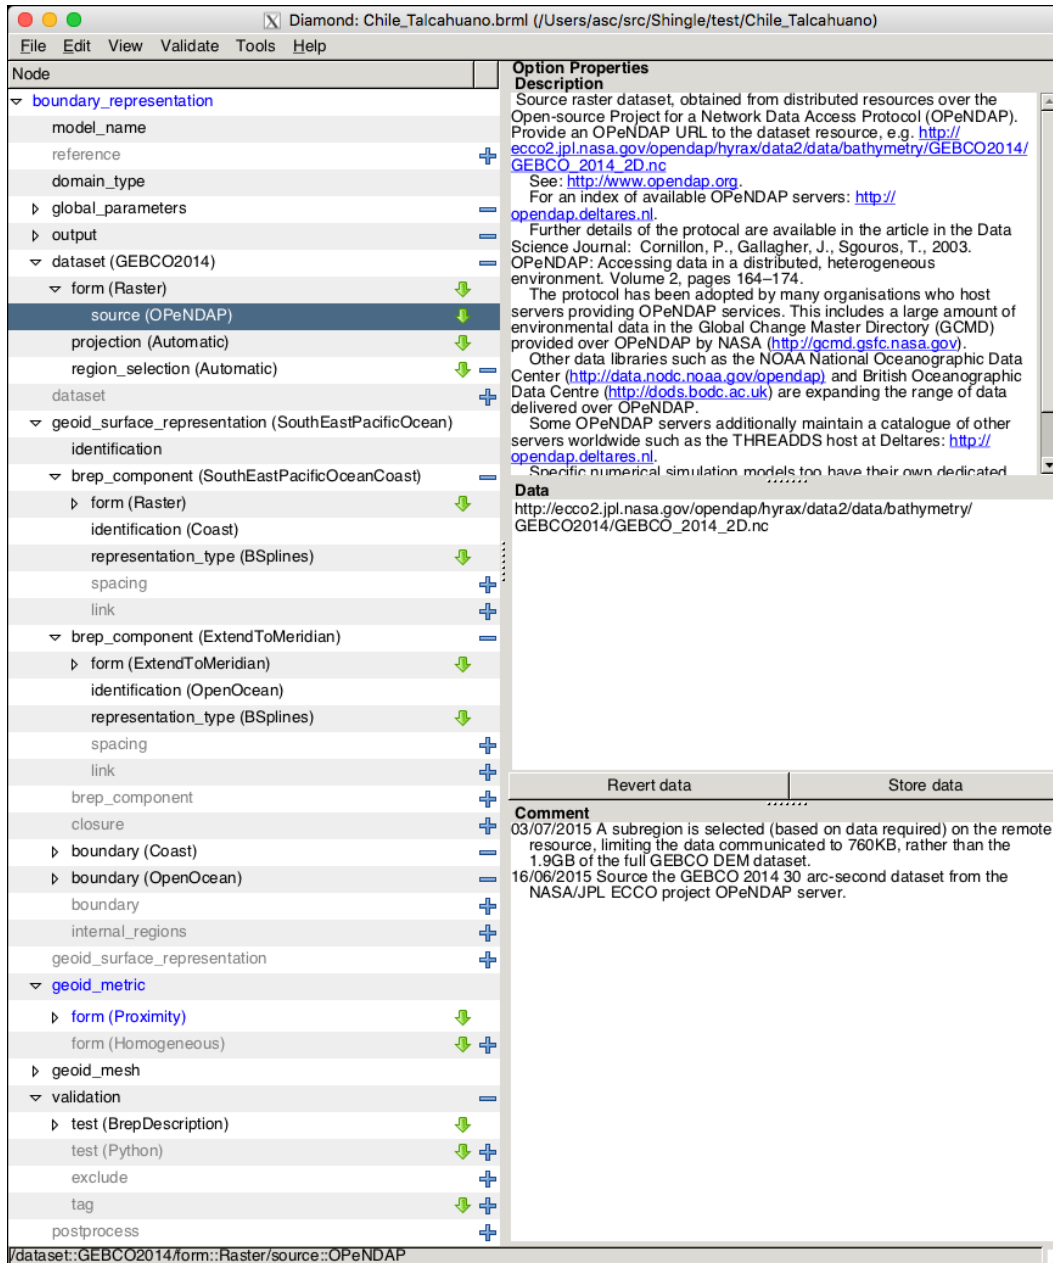 Diamond: Chile_Talcahuano.brml (/Users/asc/src/Shingle/test/Chile_Talcahuano)
File Edit View Validate Tools Help
Node
boundary_representation
model_name
reference
domain_type
global_parameters
output
dataset (GEBCO2014)
form (Raster)
source (OPeNDAP)
projection (Automatic)
region_selection (Automatic)
dataset
geoid_surface_representation (SouthEastPacificOcean)
identification
brep_component (SouthEastPacificOceanCoast)
form (Raster)
identification (Coast)
representation_type (BSplines)
spacing
link
brep_component (ExtendToMeridian)
form (ExtendToMeridian)
identification (OpenOcean)
representation_type (BSplines)
spacing
link
brep_component
closure
boundary (Coast)
boundary (OpenOcean)
boundary
internal_regions
geoid_surface_representation
geoid_metric
form (Proximity)
form (Homogeneous)
geoid_mesh
validation
test (BrepDescription)
test (Python)
exclude
tag
postprocess
Option Properties
Description
Source raster dataset, obtained from distributed resources over the
Open-source Project for a Network Data Access Protocol (OPeNDAP).
Provide an OPeNDAP URL to the dataset resource, e.g. http://
ecco2.jpl.nasa.gov/opendap/hyrax/data2/data/bathymetry/GEBCO2014/
GEBCO_2014_2D.nc
See: http://www.opendap.org.
For an index of available OPeNDAP servers: http://
opendap.deltares.nl.
Further details of the protocal are available in the article in the Data
Science Journal: Cornillon, P., Gallagher, J., Sgouros, T., 2003.
OPeNDAP: Accessing data in a distributed, heterogeneous
environment. Volume 2, pages 164–174.
The protocol has been adopted by many organisations who host
servers providing OPeNDAP services. This includes a large amount of
environmental data in the Global Change Master Directory (GCMD)
provided over OPeNDAP by NASA (http://gcmd.gsfc.nasa.gov).
Other data libraries such as the NOAA National Oceanographic Data
Center (http://data.nodc.noaa.gov/opendap) and British Oceanographic
Data Centre (http://dods.bodc.ac.uk) are expanding the range of data
delivered over OPeNDAP.
Some OPeNDAP servers additionally maintain a catalogue of other
servers worldwide such as the THREADDS host at Deltares: http://
opendap.deltares.nl.
Specific numerical simulation models too have their own dedicated
Data
http://ecco2.jpl.nasa.gov/opendap/hyrax/data2/data/bathymetry/
GEBCO2014/GEBCO_2014_2D.nc
Revert data Store data
Comment
03/07/2015 A subregion is selected (based on data required) on the remote
resource, limiting the data communicated to 760KB, rather than the
1.9GB of the full GEBCO DEM dataset.
16/06/2015 Source the GEBCO 2014 30 arc-second dataset from the
NASA/JPL ECCO project OPeNDAP server.
/dataset::GEBCO2014/form::Raster/source::OPeNDAP